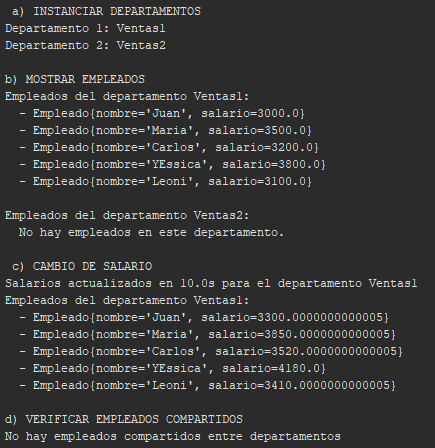 a) INSTANCIAR DEPARTAMENTOS
Departamento 1: Ventas1
Departamento 2: Ventas2
b) MOSTRAR EMPLEADOS
Empleados del departamento Ventas1:
- Empleado{nombre='Juan', salario=3000.0}
- Empleado{nombre='Maria', salario=3500.0}
- Empleado{nombre='Carlos', salario=3200.0}
- Empleado{nombre='YEssica', salario=3800.0}
- Empleado{nombre='Leoni', salario=3100.0}
Empleados del departamento Ventas2:
No hay empleados en este departamento.
c) CAMBIO DE SALARIO
Salarios actualizados en 10.0s para el departamento Ventas1
Empleados del departamento Ventas1:
- Empleado{nombre='Juan', salario=3300.0000000000005}
- Empleado{nombre='Maria', salario=3850.0000000000005}
- Empleado{nombre='Carlos', salario=3520.0000000000005}
- Empleado{nombre='YEssica', salario=4180.0}
- Empleado{nombre='Leoni', salario=3410.0000000000005}
d) VERIFICAR EMPLEADOS COMPARTIDOS
No hay empleados compartidos entre departamentos